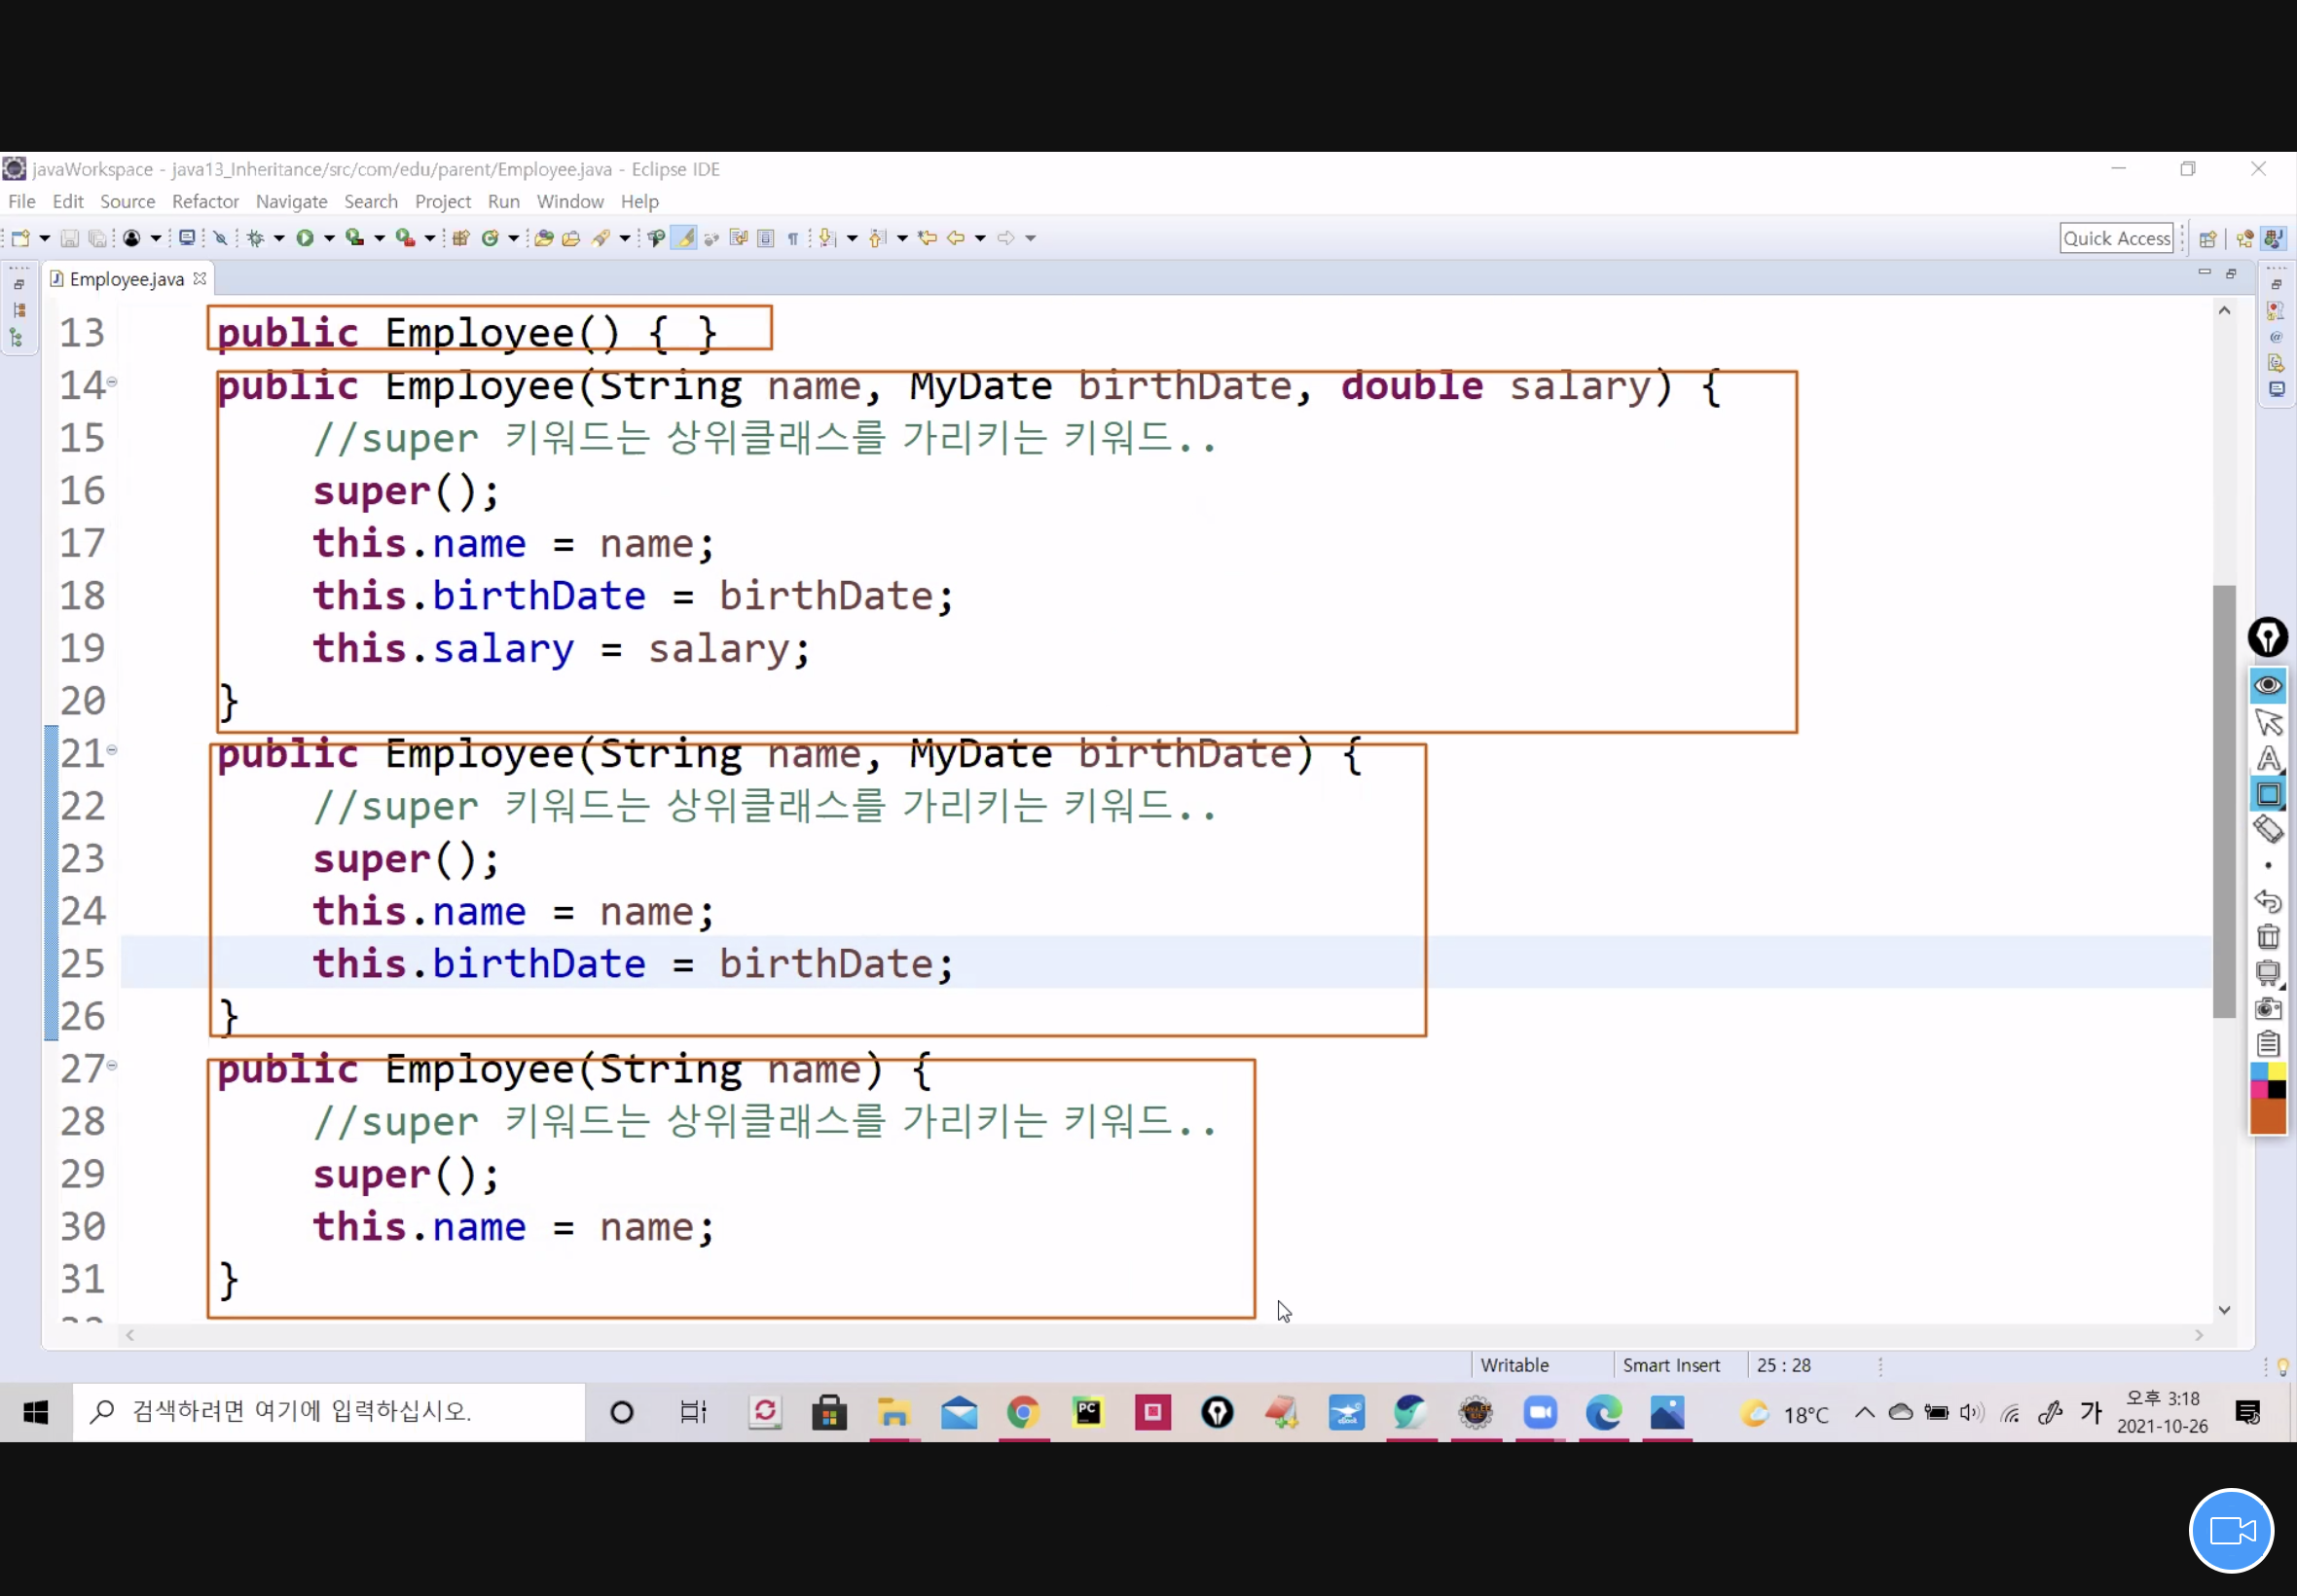 javaWorkspace - java13_Inheritance/src/com/edu/parent/Employee.java - Eclipse IDE
File Edit Source Refactor Navigate Search Project Run Window Help
Quick Access
Employee.java
13 public Employee() { }
14 public Employee(String name, MyDate birthDate, double salary) {
15 //super 키워드는 상위클래스를 가리키는 키워드..
16 super();
17 this.name = name;
18 this.birthDate = birthDate;
19 this.salary = salary;
20 }
21 public Employee(String name, MyDate birthDate) {
22 //super 키워드는 상위클래스를 가리키는 키워드..
23 super();
24 this.name = name;
25 this.birthDate = birthDate;
26 }
27 public Employee(String name) {
28 //super 키워드는 상위클래스를 가리키는 키워드..
29 super();
30 this.name = name;
31 }
Writable Smart Insert 25 : 28
검색하려면 여기에 입력하십시오. PC 18°C 가 오후 3:18
2021-10-26